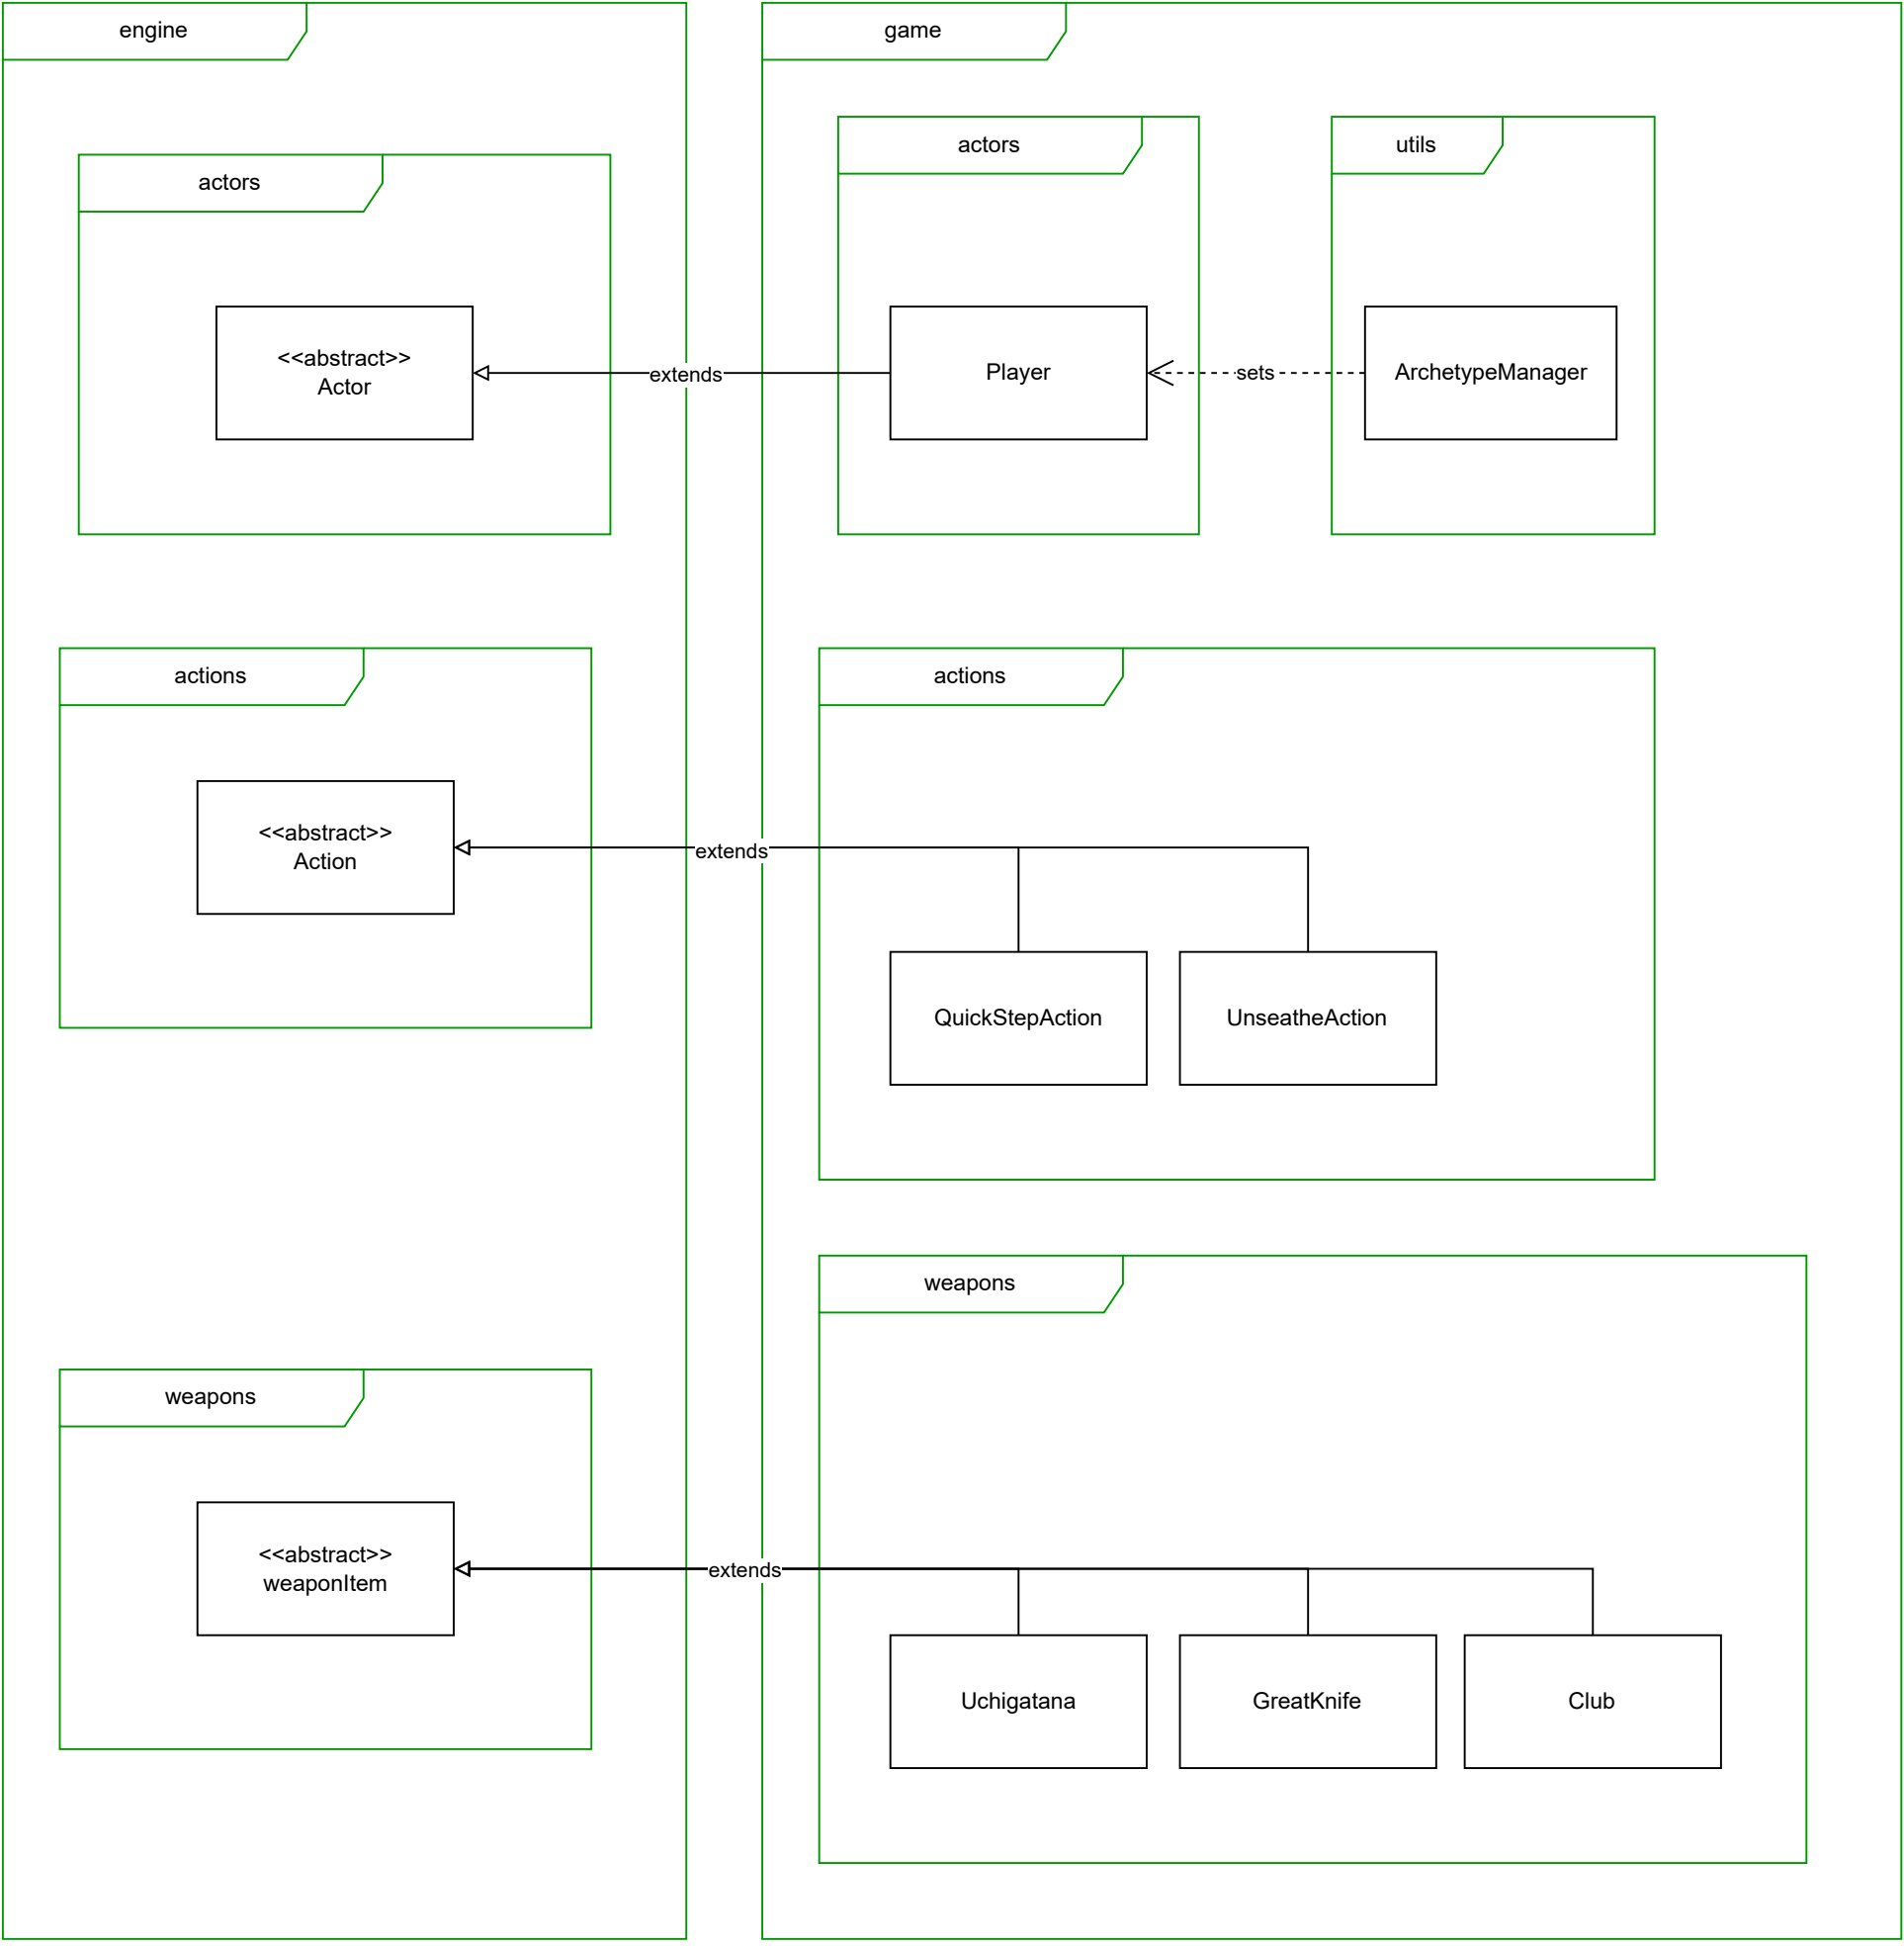 engine
game
actors
utils
actors
<<abstract>>
Actor
extends
Player
sets
ArchetypeManager
actions
actions
<<abstract>>
Action
extends
QuickStepAction
UnseatheAction
weapons
weapons
<<abstract>>
weaponItem
extends
Uchigatana
GreatKnife
Club